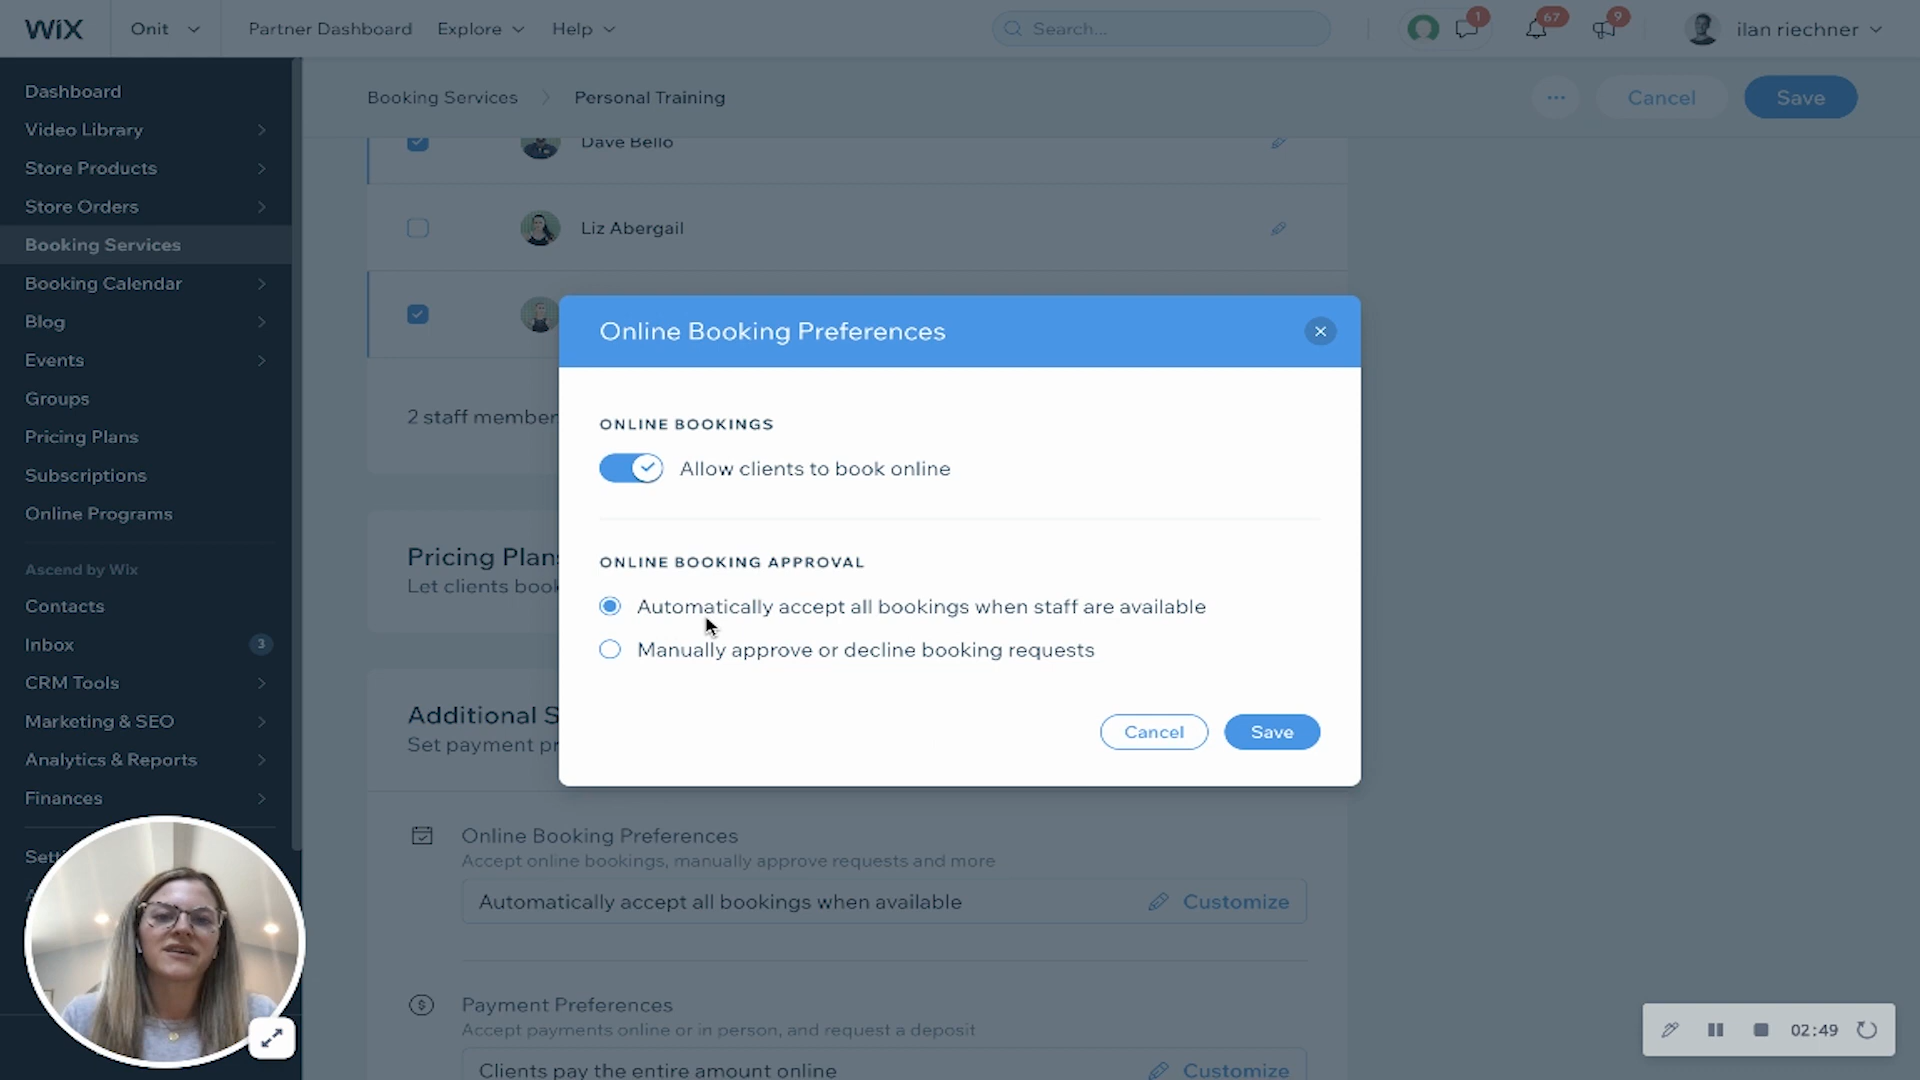 WIX
Onit
Partner Dashboard
Explore
Help
Search...
1
67
9
ilan riechner
Dashboard
Video Library
Store Products
Store Orders
Booking Services
Booking Calendar
Blog
Events
Groups
Pricing Plans
Subscriptions
Online Programs
Ascend by Wix
Contacts
Inbox
3
CRM Tools
Marketing & SEO
Analytics & Reports
Finances
Booking Services
Personal Training
...
Cancel
Save
Dave Bello
Liz Abergail
2 staff member
Pricing Plans
Let clients book
Additional S
Set payment pr
Online Booking Preferences
ONLINE BOOKINGS
Allow clients to book online
ONLINE BOOKING APPROVAL
Automatically accept all bookings when staff are available
Manually approve or decline booking requests
Cancel
Save
Online Booking Preferences
Accept online bookings, manually approve requests and more
Automatically accept all bookings when available
Customize
Payment Preferences
Accept payments online or in person, and request a deposit
Clients pay the entire amount online
Customize
02:49